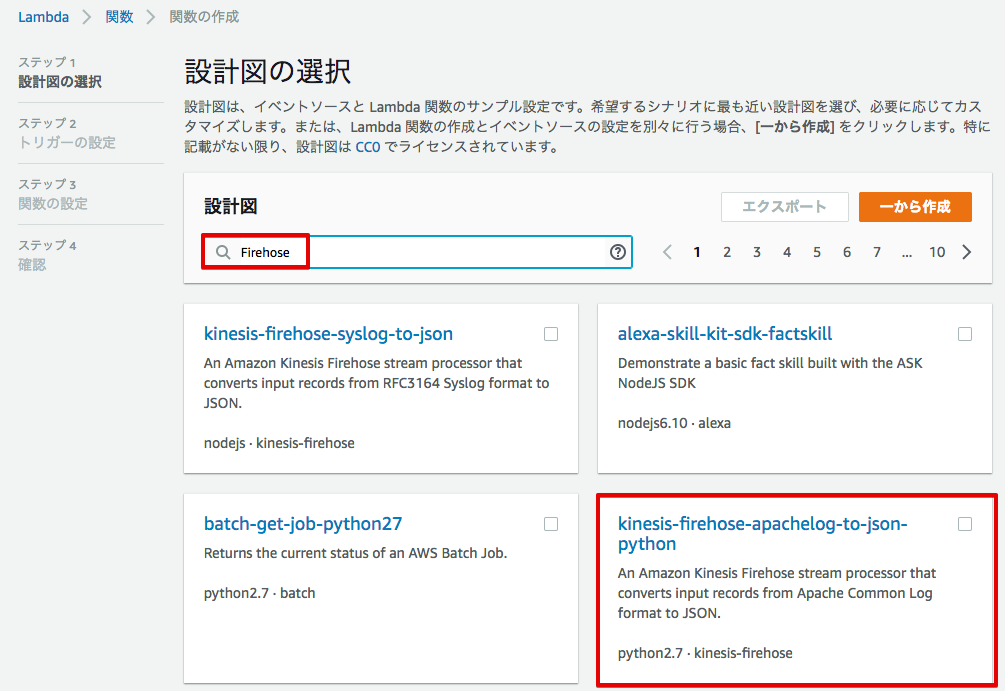 Lambda > 関数 > 関数の作成
ステップ 1
設計図の選択
ステップ 2
トリガーの設定
ステップ 3
関数の設定
ステップ 4
確認
設計図の選択
設計図は、イベントソースと Lambda 関数のサンプル設定です。希望するシナリオに最も近い設計図を選び、必要に応じてカス
タマイズします。または、Lambda 関数の作成とイベントソースの設定を別々に行う場合、[一から作成] をクリックします。特に
記載がない限り、設計図は CC0 でライセンスされています。
設計図
エクスポート
一から作成
Firehose
1 2 3 4 5 6 7 ... 10
kinesis-firehose-syslog-to-json
An Amazon Kinesis Firehose stream processor that
converts input records from RFC3164 Syslog format to
JSON.
nodejs · kinesis-firehose
alexa-skill-kit-sdk-factskill
Demonstrate a basic fact skill built with the ASK
NodeJS SDK
nodejs6.10 · alexa
batch-get-job-python27
Returns the current status of an AWS Batch Job.
python2.7 · batch
kinesis-firehose-apachelog-to-json-
python
An Amazon Kinesis Firehose stream processor that
converts input records from Apache Common Log
format to JSON.
python2.7 · kinesis-firehose